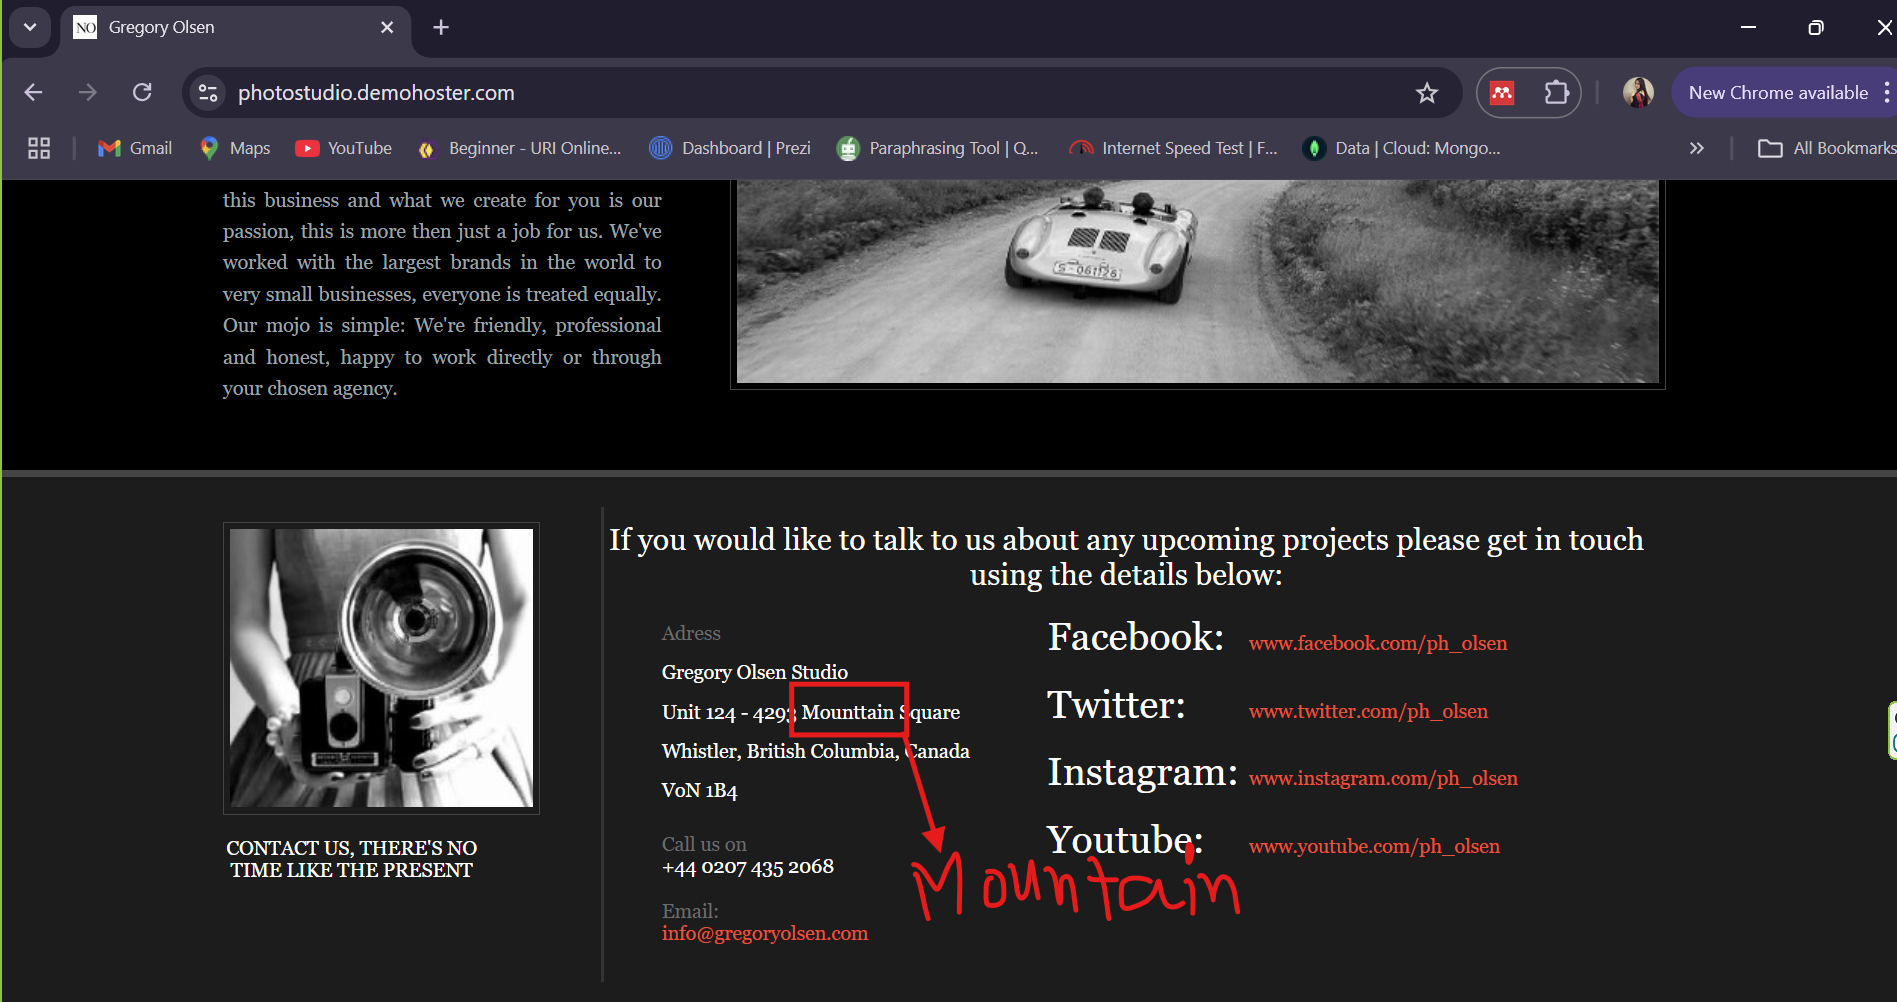 NO Gregory Olsen
photostudio.demohoster.com
New Chrome available
Gmail Maps YouTube Beginner - URI Online... Dashboard | Prezi Paraphrasing Tool | Q... Internet Speed Test | F... Data | Cloud: Mongo... All Bookmarks
this business and what we create for you is our
passion, this is more then just a job for us. We've
worked with the largest brands in the world to
very small businesses, everyone is treated equally.
Our mojo is simple: We're friendly, professional
and honest, happy to work directly or through
your chosen agency.
S-061126
If you would like to talk to us about any upcoming projects please get in touch
using the details below:
Adress
Gregory Olsen Studio
Unit 124 - 4293 Mounttain Square
Whistler, British Columbia, Canada
V0N 1B4
Call us on
+44 0207 435 2068
Email:
info@gregoryolsen.com
Facebook: www.facebook.com/ph_olsen
Twitter: www.twitter.com/ph_olsen
Instagram: www.instagram.com/ph_olsen
Youtube: www.youtube.com/ph_olsen
Mountain
CONTACT US, THERE'S NO
TIME LIKE THE PRESENT